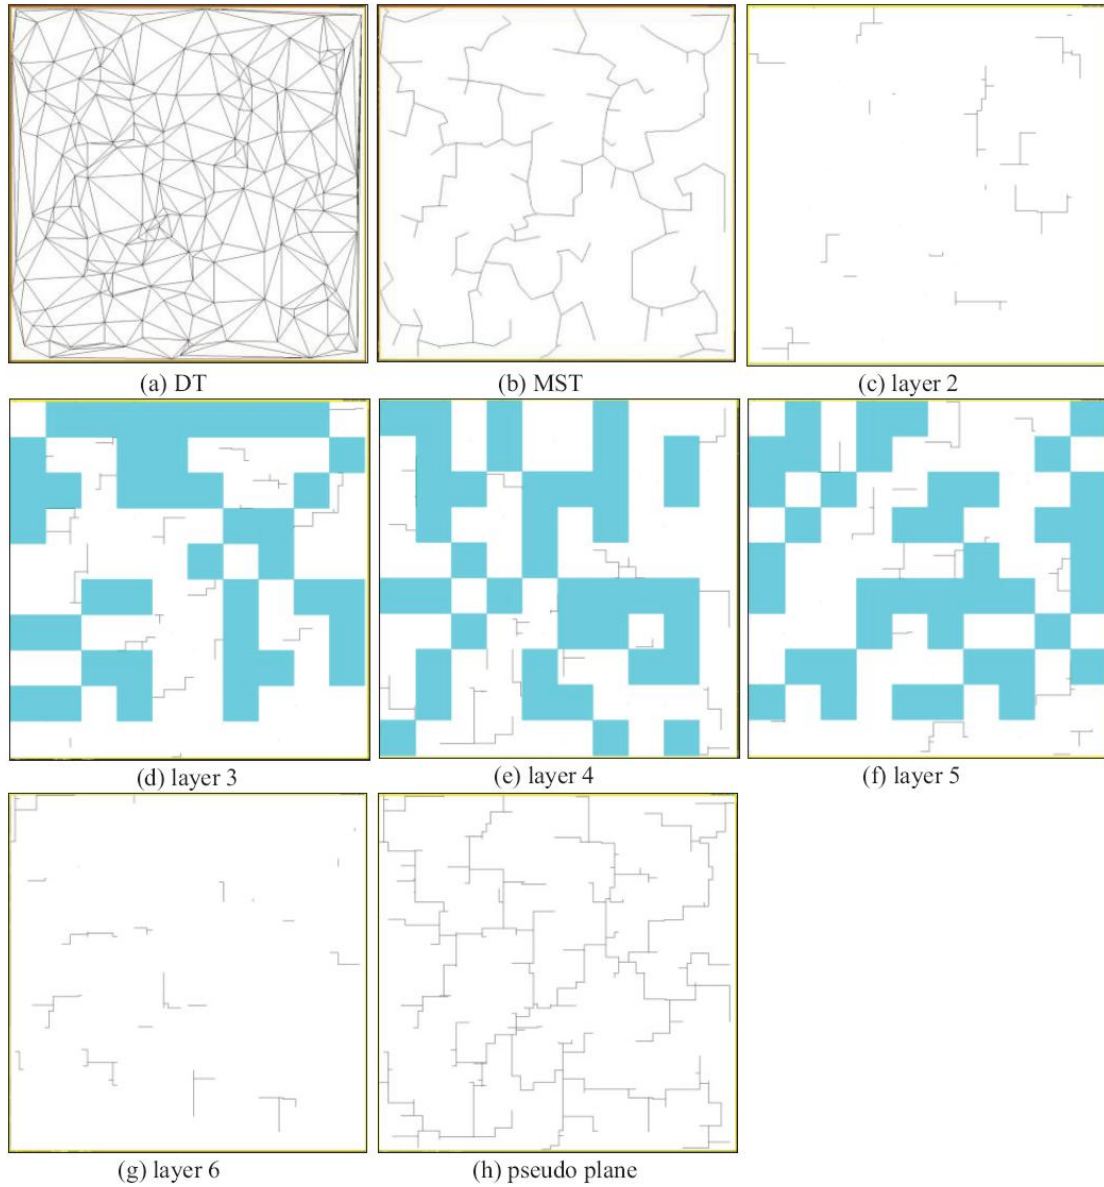 (a) DT
(b) MST
(c) layer 2
(d) layer 3
(e) layer 4
(f) layer 5
(g) layer 6
(h) pseudo plane